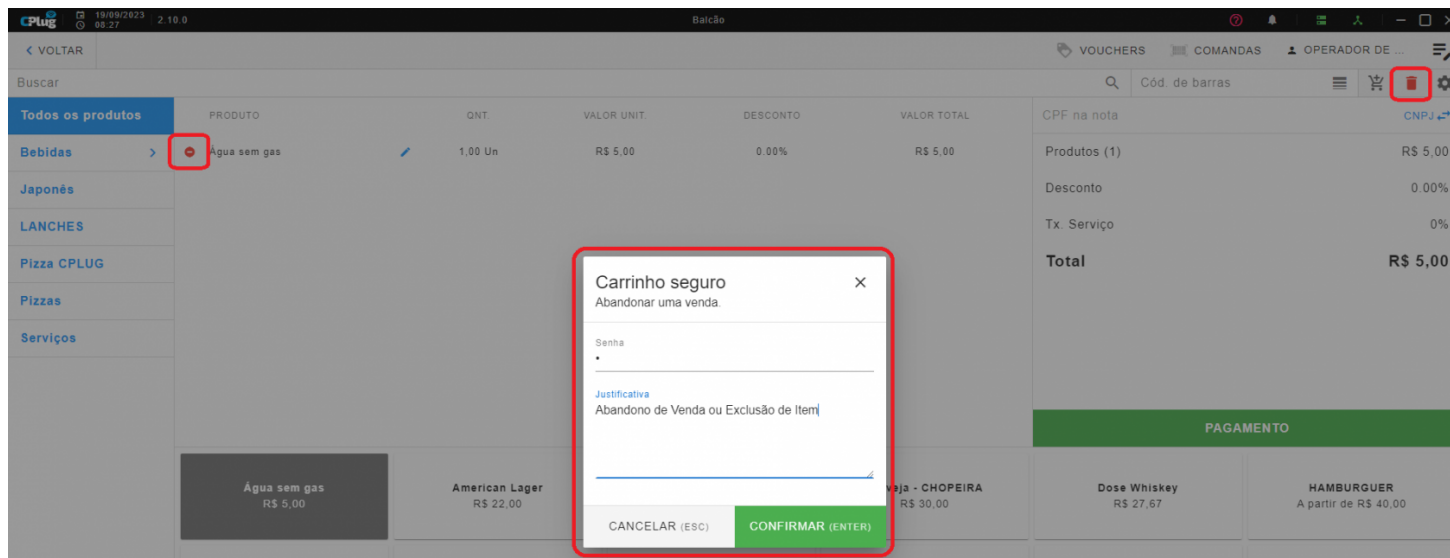 CPlug 19/09/2023 08:27 2.10.0 Balcão
VOLTAR VOUCHERS COMANDAS OPERADOR DE ...
Buscar Cód. de barras
Todos os produtos PRODUTO QNT. VALOR UNIT. DESCONTO VALOR TOTAL CPF na nota CNPJ
Bebidas Água sem gas 1,00 Un R$ 5,00 0.00% R$ 5,00 Produtos (1) R$ 5,00
Japonês Desconto 0.00%
LANCHES Tx. Serviço 0%
Pizza CPLUG Total R$ 5,00
Pizzas
Serviços
Carrinho seguro
Abandonar uma venda.
Senha
Justificativa
Abandono de Venda ou Exclusão de Item
CANCELAR (ESC) CONFIRMAR (ENTER)
PAGAMENTO
Água sem gas American Lager CHOPEIRA Dose Whiskey HAMBURGUER
R$ 5,00 R$ 22,00 R$ 30,00 R$ 27,67 A partir de R$ 40,00